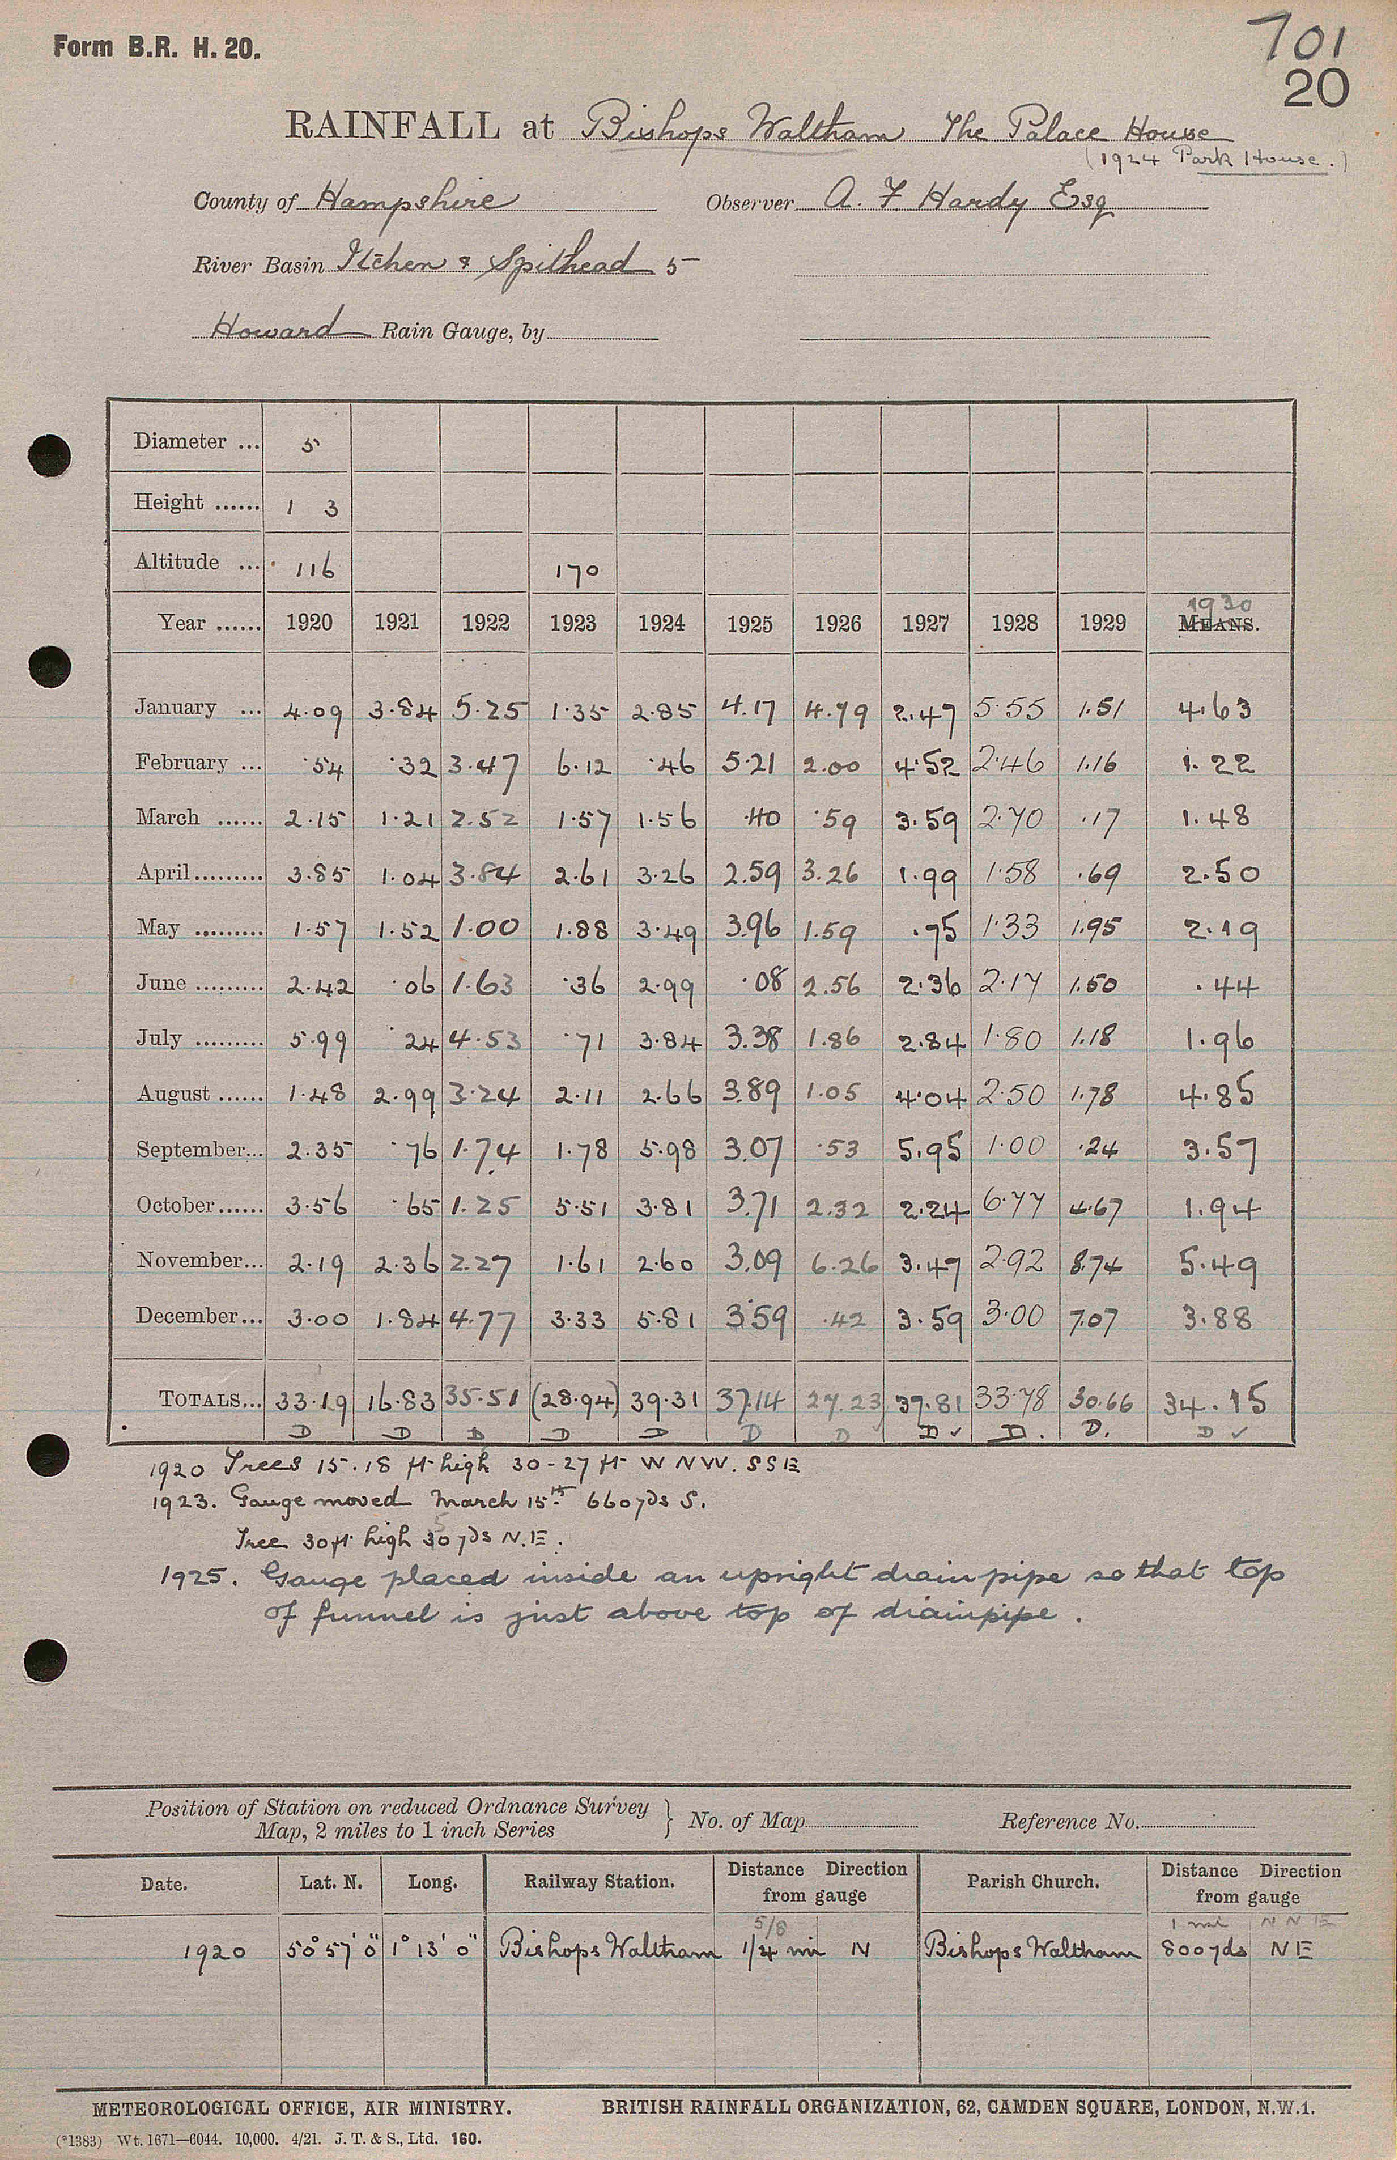 Form B.R. H. 20.
701
20
RAINFALL at Bishops Waltham The Palace House
(1924 Park House.)
County of Hampshire Observer A. F. Hardy Esq
River Basin Itchen & Spithead 5
Howard Rain Gauge, by
Diameter ... 5
Height ...... 1 3
Altitude ... 116 170
1930
Year ...... 1920 1921 1922 1923 1924 1925 1926 1927 1928 1929 MEANS.
January ... 4.09 3.84 5.25 1.35 2.85 4.17 4.79 2.47 5.55 1.51 4.63
February ... .54 .32 3.47 6.12 .46 5.21 2.00 4.52 2.46 1.16 1.22
March ...... 2.15 1.21 2.52 1.57 1.56 .40 .59 3.59 2.70 .17 1.48
April ......... 3.85 1.04 3.84 2.61 3.26 2.59 3.26 1.99 1.58 .69 2.50
May ......... 1.57 1.52 1.00 1.88 3.49 3.96 1.59 .75 1.33 1.95 2.19
June ......... 2.42 .06 1.63 .36 2.99 .08 2.56 2.36 2.17 1.50 .44
July ......... 5.99 .24 4.53 .71 3.84 3.38 1.86 2.84 1.80 1.18 1.96
August ...... 1.48 2.99 3.24 2.11 2.66 3.89 1.05 4.04 2.50 1.78 4.85
September... 2.35 .76 1.74 1.78 5.98 3.07 .53 5.95 1.00 .24 3.57
October ...... 3.56 .65 1.25 5.51 3.81 3.71 2.32 2.24 6.77 4.67 1.94
November... 2.19 2.36 2.27 1.61 2.60 3.09 6.26 3.47 2.92 8.74 5.49
December... 3.00 1.84 4.77 3.33 5.81 3.59 .42 3.59 3.00 7.07 3.88
TOTALS... 33.19 16.83 35.51 (28.94) 39.31 37.14 27.23 37.81 33.78 30.66 34.15
D D D D D D D D ✓ D. D. D ✓
1920 Trees 15.18 ft high 30-27 ft W N W. S S E
1923. Gauge moved March 15th 660 yds S.
Tree 30 ft high 30 yds N.E.
1925. Gauge placed inside an upright drain pipe so that top
of funnel is just above top of drainpipe.
Position of Station on reduced Ordnance Survey
Map, 2 miles to 1 inch Series } No. of Map Reference No.
Date. Lat. N. Long. Railway Station. Distance Direction from gauge Parish Church. Distance Direction from gauge
5/8 1 mil N N E
1920 50° 57' 0" 1° 13' 0" Bishops Waltham 1/4 mi N Bishops Waltham 800 yds N E
METEOROLOGICAL OFFICE, AIR MINISTRY. BRITISH RAINFALL ORGANIZATION, 62, CAMDEN SQUARE, LONDON, N.W.1.
(*1383) Wt. 1671—6044. 10,000. 4/21. J. T. & S., Ltd. 160.